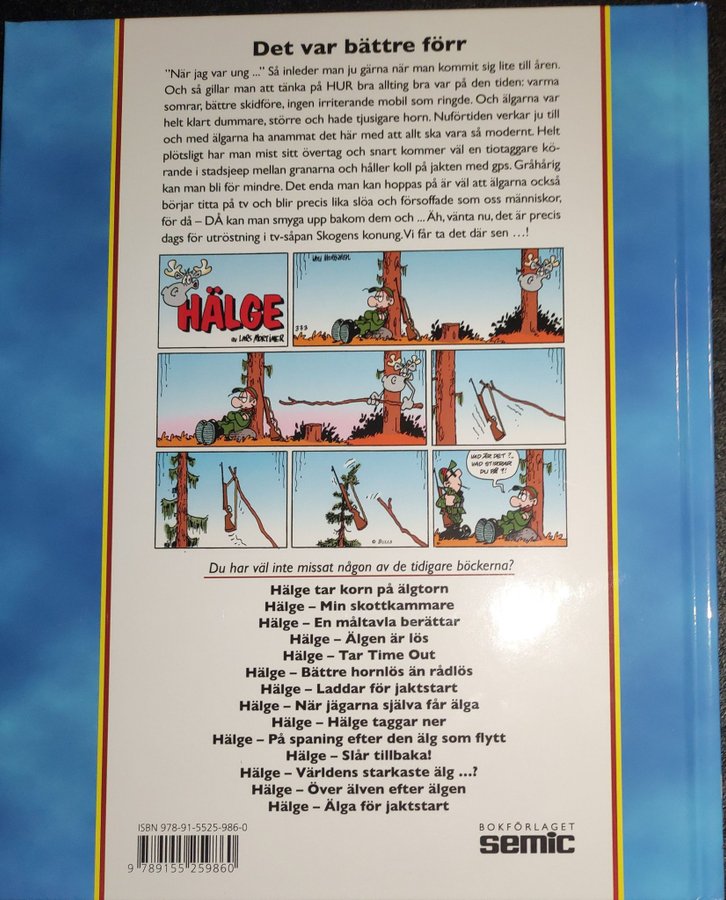 Det var bättre förr
"När jag var ung ..." Så inleder man ju gärna när man kommit sig lite till åren.
Och så gillar man att tänka på HUR bra allting bra var på den tiden: varma
somrar, bättre skidföre, ingen irriterande mobil som ringde. Och älgarna var
helt klart dummare, större och hade tjusigare horn. Nuförtiden verkar ju till
och med älgarna ha anammat det här med att allt ska vara så modernt. Helt
plötsligt har man mist sitt övertag och snart kommer väl en tiotaggare kö-
rande i stadsjeep mellan granarna och håller koll på jakten med gps. Gråhårig
kan man bli för mindre. Det enda man kan hoppas på är väl att älgarna också
börjar titta på tv och blir precis lika slöa och försoffade som oss människor,
för då – DÅ kan man smyga upp bakom dem och ... Äh, vänta nu, det är precis
dags för utröstning i tv-såpan Skogens konung. Vi får ta det där sen ...!
HÄLGE
AV LARS MORTIMER
LARS MORTIMER
333
VAD ÄR DET?..
VAD STIRRAR
DU PÅ?!
© BULLS
Du har väl inte missat någon av de tidigare böckerna?
Hälge tar korn på älgtorn
Hälge – Min skottkammare
Hälge – En måltavla berättar
Hälge – Älgen är lös
Hälge – Tar Time Out
Hälge – Bättre hornlös än rådlös
Hälge – Laddar för jaktstart
Hälge – När jägarna själva får älga
Hälge – Hälge taggar ner
Hälge – På spaning efter den älg som flytt
Hälge – Slår tillbaka!
Hälge – Världens starkaste älg ...?
Hälge – Över älven efter älgen
Hälge – Älga för jaktstart
ISBN 978-91-5525-986-0
9 789155 259860
BOKFÖRLAGET
semic